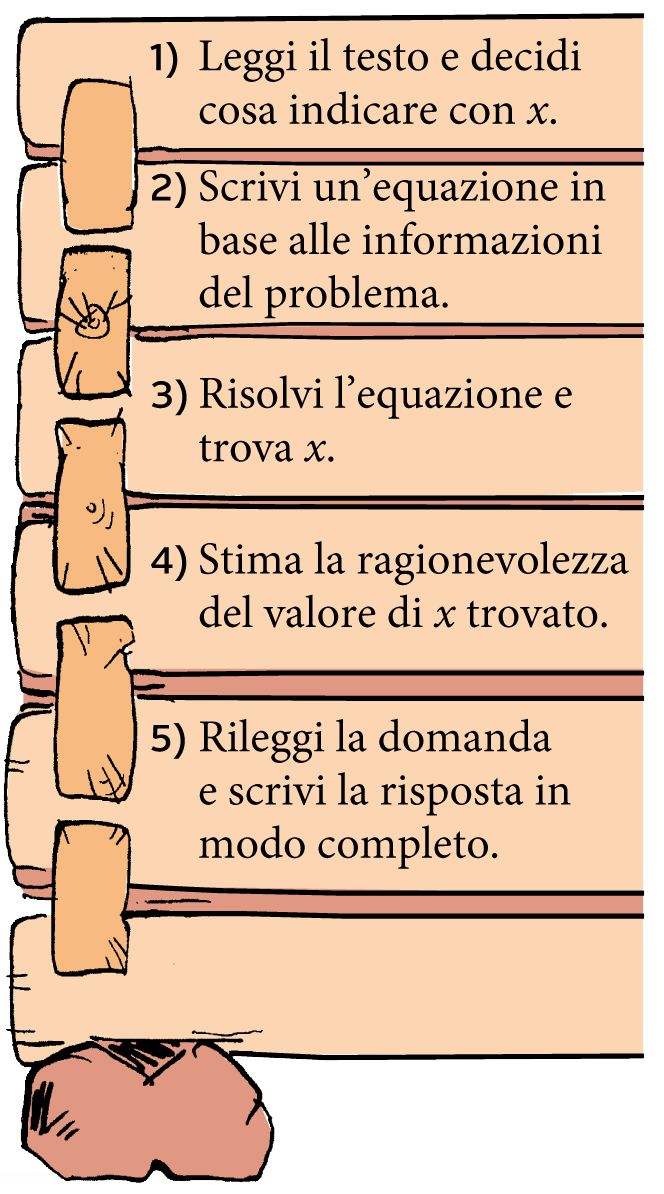 1) Leggi il testo e decidi
cosa indicare con x.
2) Scrivi un’equazione in
base alle informazioni
del problema.
3) Risolvi l’equazione e
trova x.
4) Stima la ragionevolezza
del valore di x trovato.
5) Rileggi la domanda
e scrivi la risposta in
modo completo.